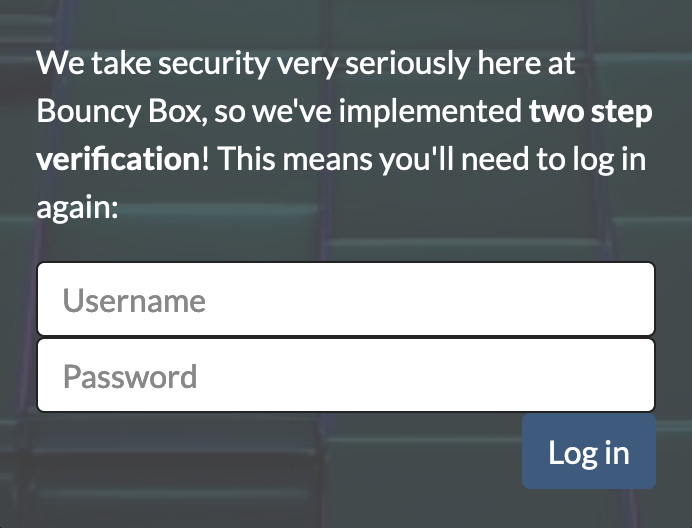 We take security very seriously here at
Bouncy Box, so we've implemented two step
verification! This means you'll need to log in
again:
Username
Password
Log in